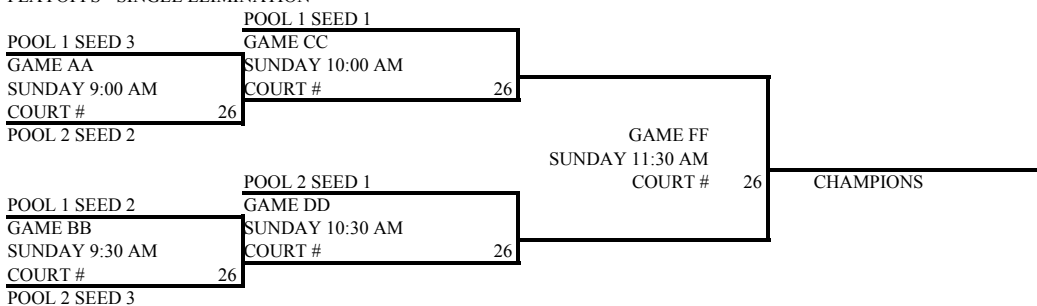 PLAYOFFS - SINGLE ELIMINATION
POOL 1 SEED 1
POOL 1 SEED 3
GAME CC
GAME AA
SUNDAY 10:00 AM
SUNDAY 9:00 AM
COURT # 26
COURT # 26
POOL 2 SEED 2
GAME FF
SUNDAY 11:30 AM
COURT # 26
CHAMPIONS
POOL 2 SEED 1
POOL 1 SEED 2
GAME DD
GAME BB
SUNDAY 10:30 AM
SUNDAY 9:30 AM
COURT # 26
COURT # 26
POOL 2 SEED 3